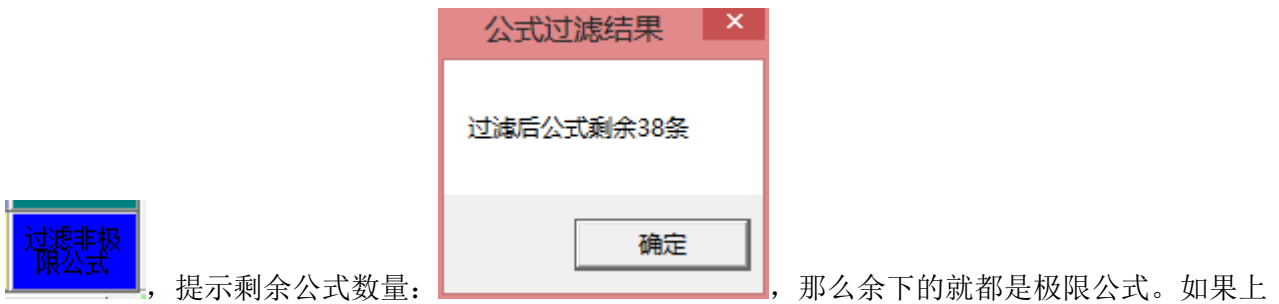 公式过滤结果
过滤后公式剩余38条
确定
过滤非极
限公式
，提示剩余公式数量：，那么余下的就都是极限公式。如果上